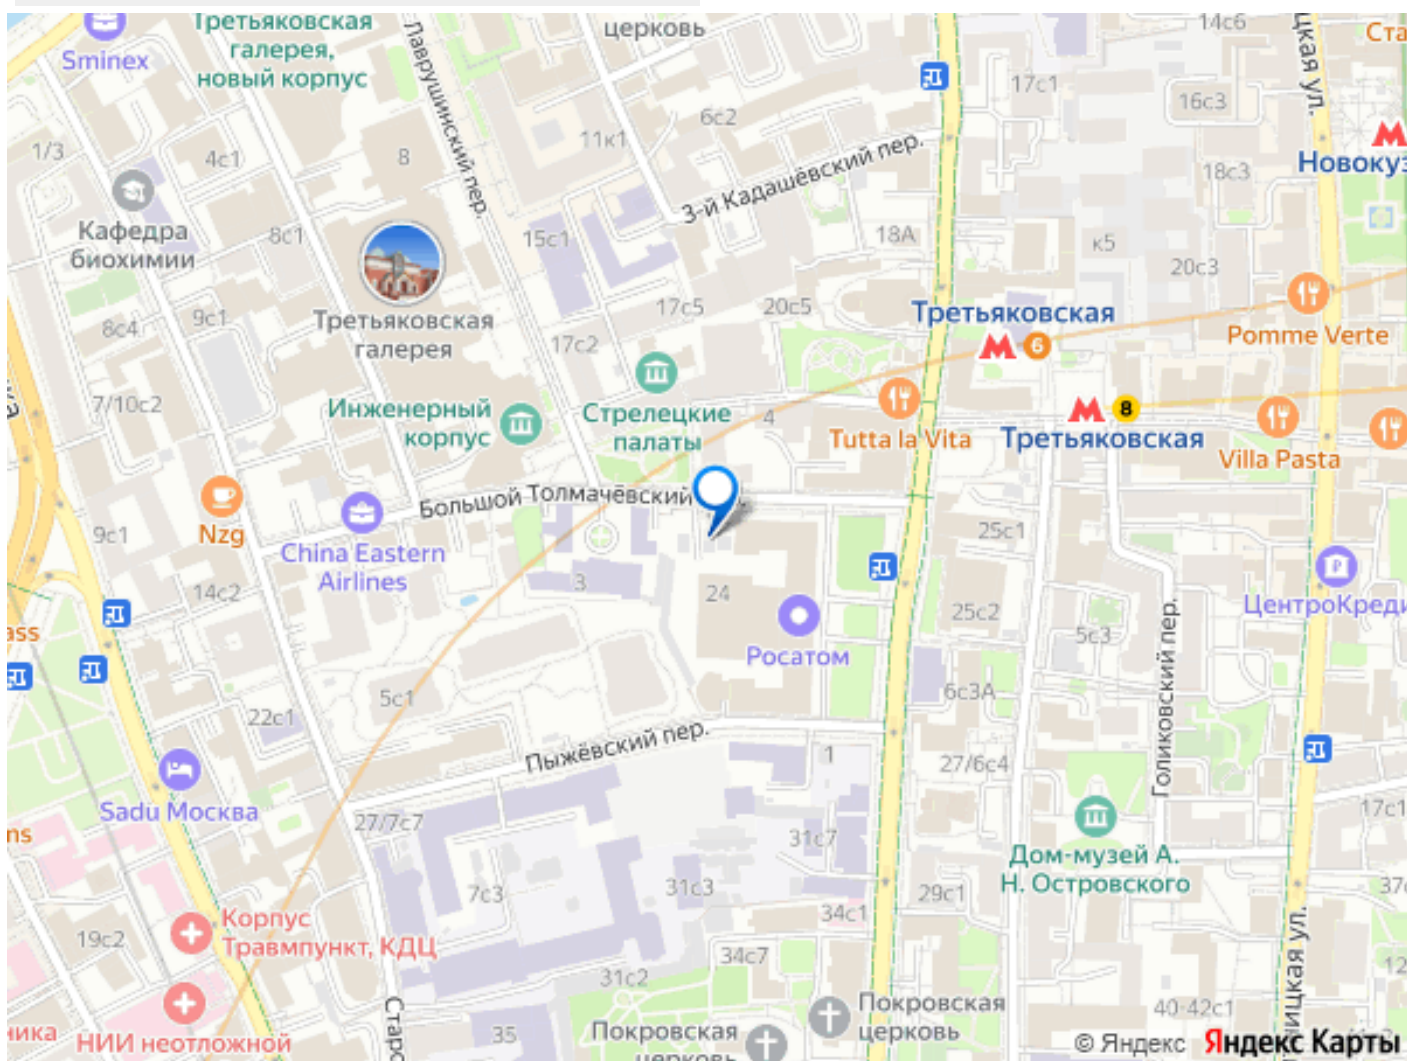 Третьяковская
галерея,
новый корпус
Sminex
церковь
14с6
Лаврушинский пер.
17с1
16с3
6с2
11к1
1/3
4с1
8
3-й Кадашёвский пер.
18с3
Кафедра
биохимии
8с1
15с1
18А
к5
20с3
Третьяковская
галерея
17с5
20с5
Третьяковская
6
Pomme Verte
8с4
9с1
17с2
7/10с2
Инженерный
корпус
Стрелецкие
палаты
4
Tutta la Vita
8
Третьяковская
Villa Pasta
Большой Толмачёвский
Nzg
9с1
China Eastern
Airlines
25с1
14с2
3
24
25с2
5с3
Голиковский пер.
Росатом
5с1
6с3А
22с1
Пыжёвский пер.
1
27/6с4
Sadu Москва
27/7с7
31с7
17с1
Дом-музей А.
Н. Островского
7с3
31с3
29с1
34с1
Корпус
Травмпункт, КДЦ
19с2
34с7
31с2
НИИ неотложной
35
Покровская
церковь
Покровская
церковь
40-42с1
© Яндекс
Яндекс Карты